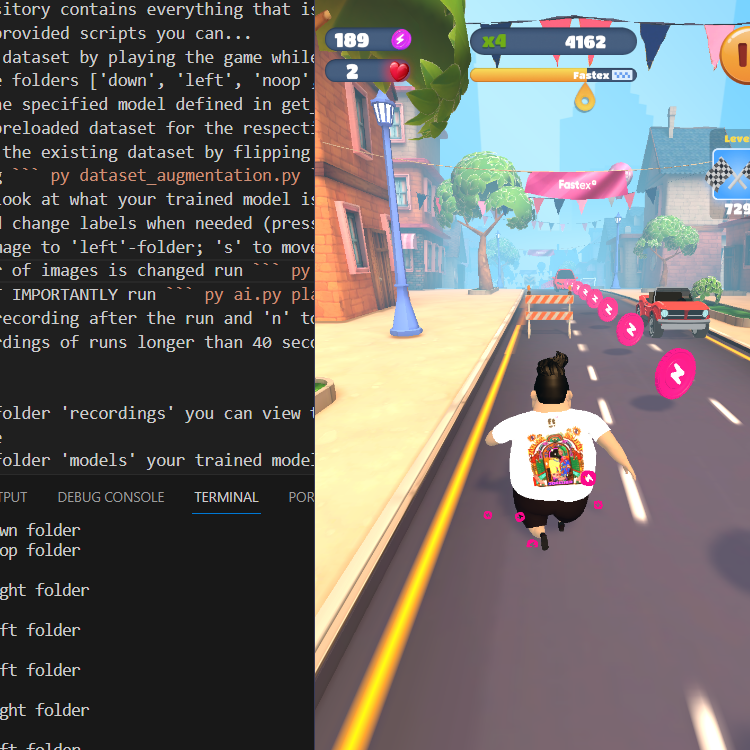 sitory contains everything that is
provided scripts you can...
dataset by playing the game while
e folders ['down', 'left', 'noop',
he specified model defined in get_
preloaded dataset for the respecti
the existing dataset by flipping
g ``` py dataset_augmentation.py
look at what your trained model is
d change labels when needed (press
mage to 'left'-folder; 's' to move
r of images is changed run ``` py
T IMPORTANTLY run ``` py ai.py pla
recording after the run and 'n' to
rdings of runs longer than 40 seco
folder 'recordings' you can view t
e
folder 'models' your trained model
TPUT DEBUG CONSOLE TERMINAL POR
wn folder
op folder
ght folder
ft folder
ft folder
ght folder
ft folder
189
x4 4162
2
Fastex
Level
729
Fastex